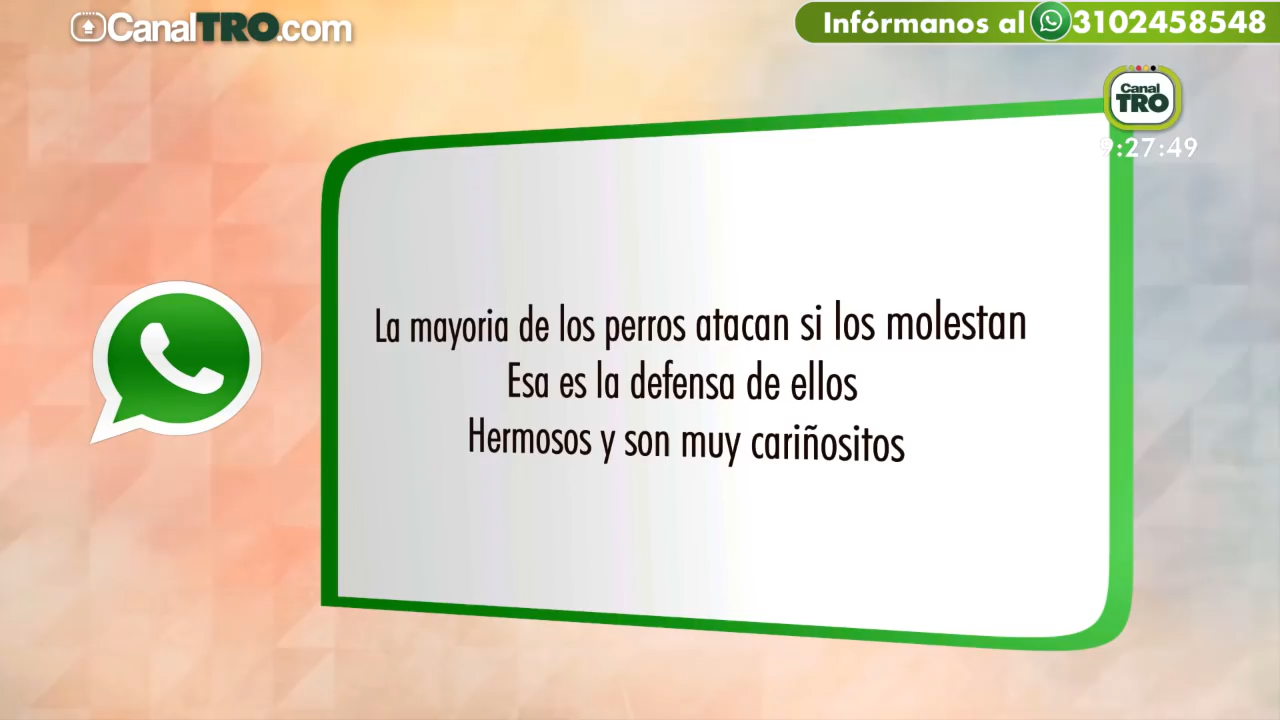 CanalTRO.com
Infórmanos al 3102458548
Canal
TRO
9:27:49
La mayoria de los perros atacan si los molestan
Esa es la defensa de ellos
Hermosos y son muy cariñositos